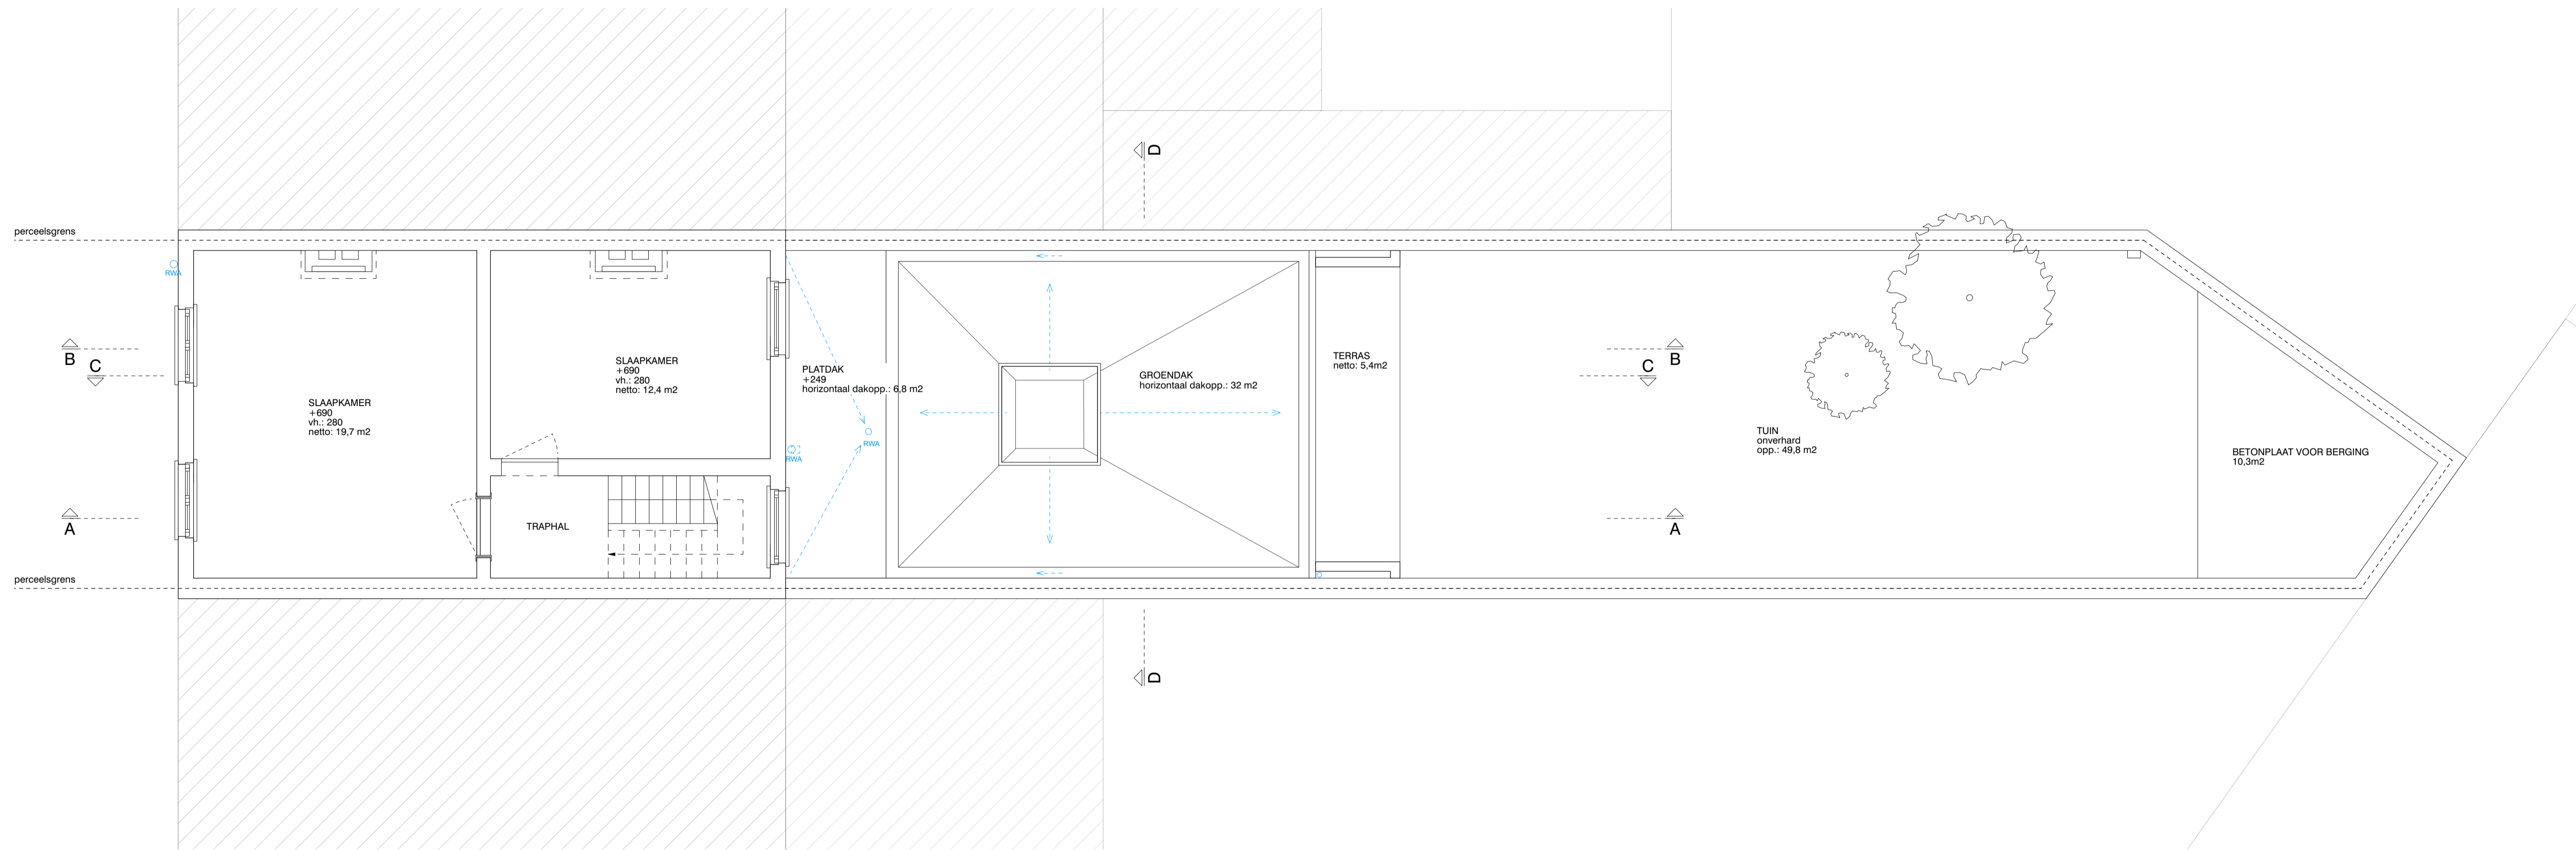 D
perceelsgrens
RWA
B
C
SLAAPKAMER
+690
vh.: 280
netto: 19,7 m2
SLAAPKAMER
+690
vh.: 280
netto: 12,4 m2
PLATDAK
+249
horizontaal dakopp.: 6,8 m2
RWA
RWA
GROENDAK
horizontaal dakopp.: 32 m2
TERRAS
netto: 5,4m2
C
B
TUIN
onverhard
opp.: 49,8 m2
BETONPLAAT VOOR BERGING
10,3m2
A
TRAPHAL
A
perceelsgrens
D